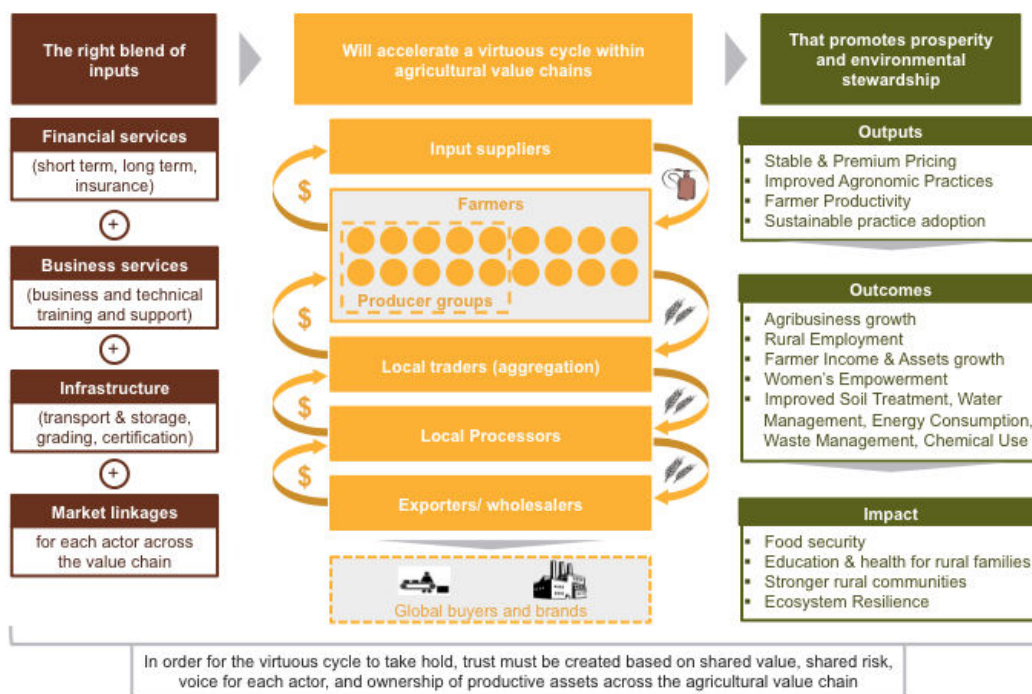 The right blend of
inputs
Will accelerate a virtuous cycle within
agricultural value chains
That promotes prosperity
and environmental
stewardship
Financial services
(short term, long term,
insurance)
+
Business services
(business and technical
training and support)
+
Infrastructure
(transport & storage,
grading, certification)
+
Market linkages
for each actor across
the value chain
Input suppliers
$
Farmers
Producer groups
$
Local traders (aggregation)
$
Local Processors
$
Exporters/ wholesalers
Global buyers and brands
Outputs
▪ Stable & Premium Pricing
▪ Improved Agronomic Practices
▪ Farmer Productivity
▪ Sustainable practice adoption
Outcomes
▪ Agribusiness growth
▪ Rural Employment
▪ Farmer Income & Assets growth
▪ Women's Empowerment
▪ Improved Soil Treatment, Water
Management, Energy Consumption,
Waste Management, Chemical Use
Impact
▪ Food security
▪ Education & health for rural families
▪ Stronger rural communities
▪ Ecosystem Resilience
In order for the virtuous cycle to take hold, trust must be created based on shared value, shared risk,
voice for each actor, and ownership of productive assets across the agricultural value chain